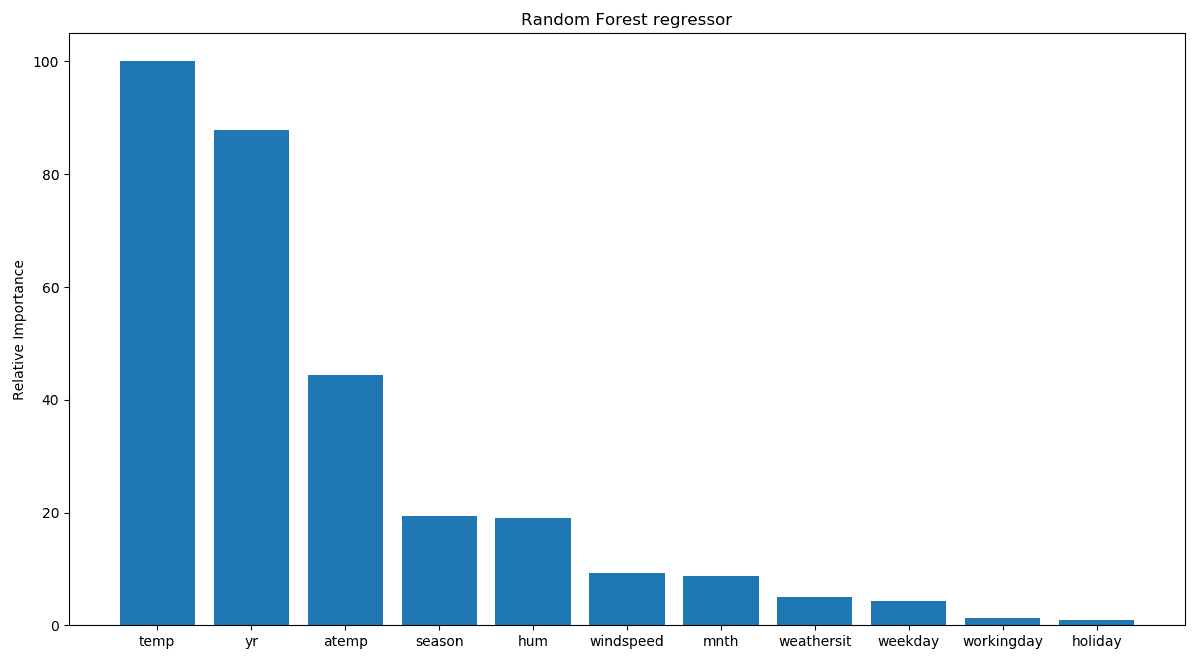 Random Forest regressor
Relative Importance
100
80
60
40
20
0
temp yr atemp season hum windspeed mnth weathersit weekday workingday holiday